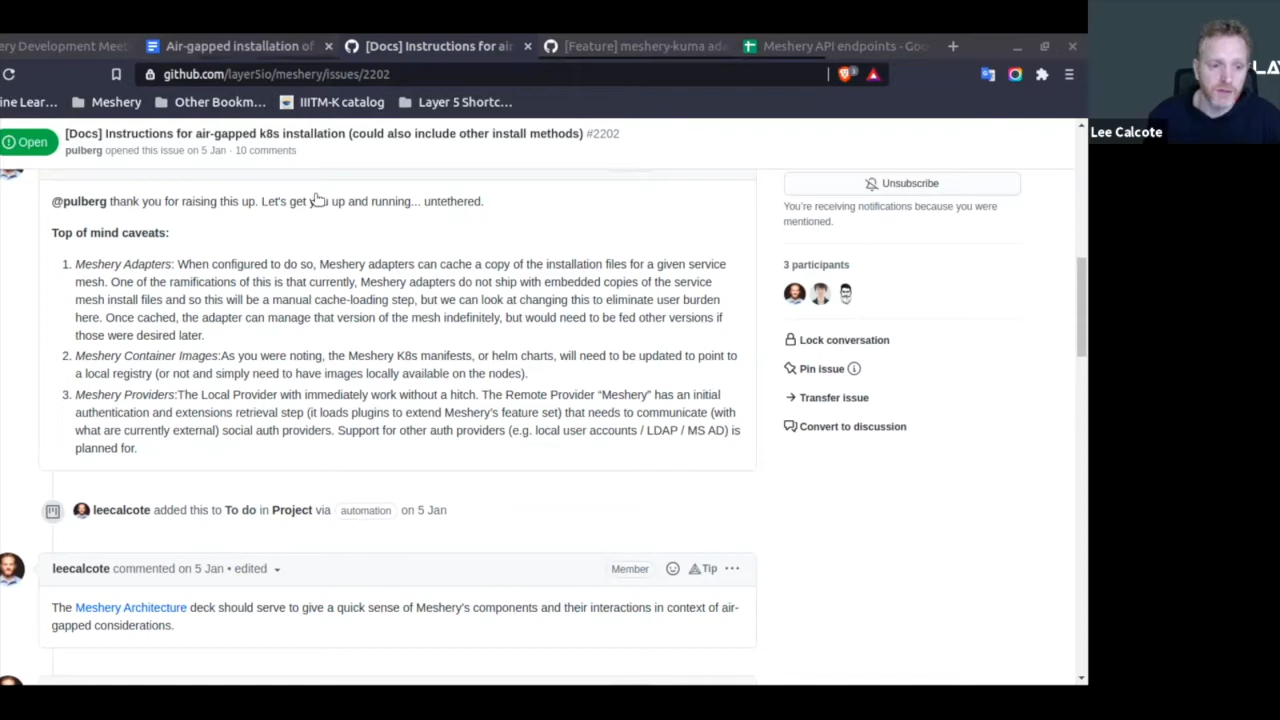 ery Development Meet
Air-gapped installation of
[Docs] Instructions for air
[Feature] meshery-kuma ada
Meshery API endpoints - Goo
github.com/layer5io/meshery/issues/2202
3
ine Lear...
Meshery
Other Bookm...
IIITM-K catalog
Layer 5 Shortc...
Lee Calcote
Open
[Docs] Instructions for air-gapped k8s installation (could also include other install methods) #2202
pulberg opened this issue on 5 Jan · 10 comments
@pulberg thank you for raising this up. Let's get you up and running... untethered.
Top of mind caveats:
1. Meshery Adapters: When configured to do so, Meshery adapters can cache a copy of the installation files for a given service
mesh. One of the ramifications of this is that currently, Meshery adapters do not ship with embedded copies of the service
mesh install files and so this will be a manual cache-loading step, but we can look at changing this to eliminate user burden
here. Once cached, the adapter can manage that version of the mesh indefinitely, but would need to be fed other versions if
those were desired later.
2. Meshery Container Images:As you were noting, the Meshery K8s manifests, or helm charts, will need to be updated to point to
a local registry (or not and simply need to have images locally available on the nodes).
3. Meshery Providers:The Local Provider with immediately work without a hitch. The Remote Provider “Meshery” has an initial
authentication and extensions retrieval step (it loads plugins to extend Meshery's feature set) that needs to communicate (with
what are currently external) social auth providers. Support for other auth providers (e.g. local user accounts / LDAP / MS AD) is
planned for.
leecalcote added this to To do in Project via automation on 5 Jan
leecalcote commented on 5 Jan • edited
Member
Tip
The Meshery Architecture deck should serve to give a quick sense of Meshery's components and their interactions in context of air-
gapped considerations.
Unsubscribe
You're receiving notifications because you were
mentioned.
3 participants
Lock conversation
Pin issue
Transfer issue
Convert to discussion